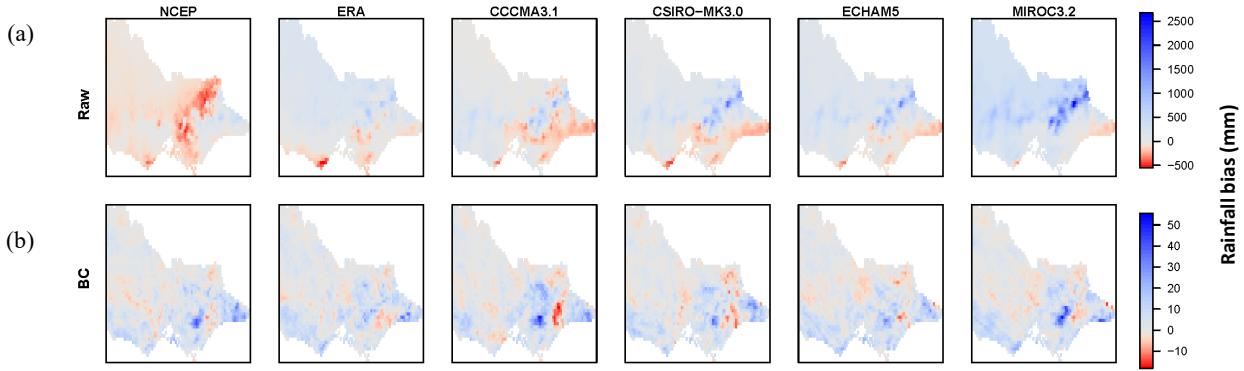 NCEP ERA CCCMA3.1 CSIRO−MK3.0 ECHAM5 MIROC3.2
(a)
Raw
2500
2000
1500
1000
500
0
−500
(b)
BC
50
40
30
20
10
0
−10
Rainfall bias (mm)